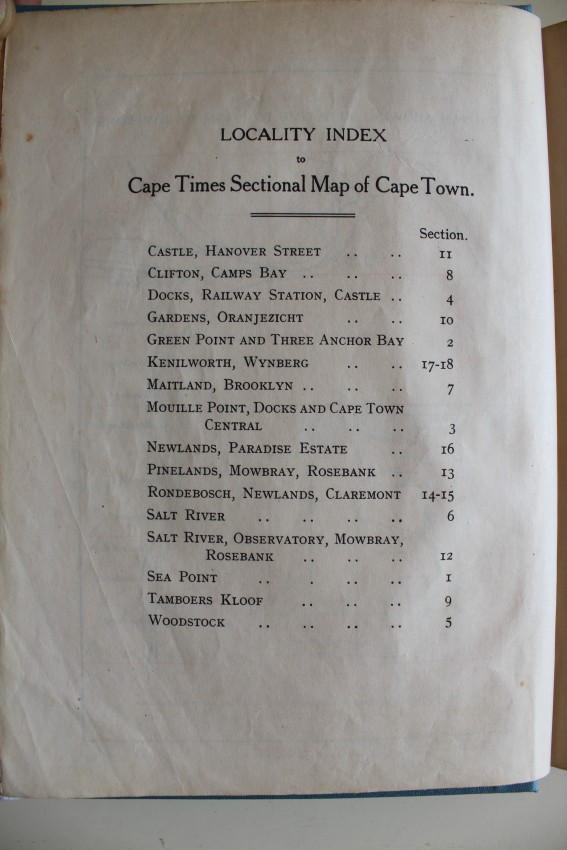 LOCALITY INDEX
to
Cape Times Sectional Map of Cape Town.
Section.
CASTLE, HANOVER STREET .. .. 11
CLIFTON, CAMPS BAY .. .. .. 8
DOCKS, RAILWAY STATION, CASTLE .. 4
GARDENS, ORANJEZICHT .. .. 10
GREEN POINT AND THREE ANCHOR BAY 2
KENILWORTH, WYNBERG .. .. 17-18
MAITLAND, BROOKLYN .. .. .. 7
MOUILLE POINT, DOCKS AND CAPE TOWN
CENTRAL .. .. .. 3
NEWLANDS, PARADISE ESTATE .. 16
PINELANDS, MOWBRAY, ROSEBANK .. 13
RONDEBOSCH, NEWLANDS, CLAREMONT 14-15
SALT RIVER .. .. .. .. 6
SALT RIVER, OBSERVATORY, MOWBRAY,
ROSEBANK .. .. .. 12
SEA POINT .. . .. .. 1
TAMBOERS KLOOF .. .. .. 9
WOODSTOCK .. .. .. .. 5